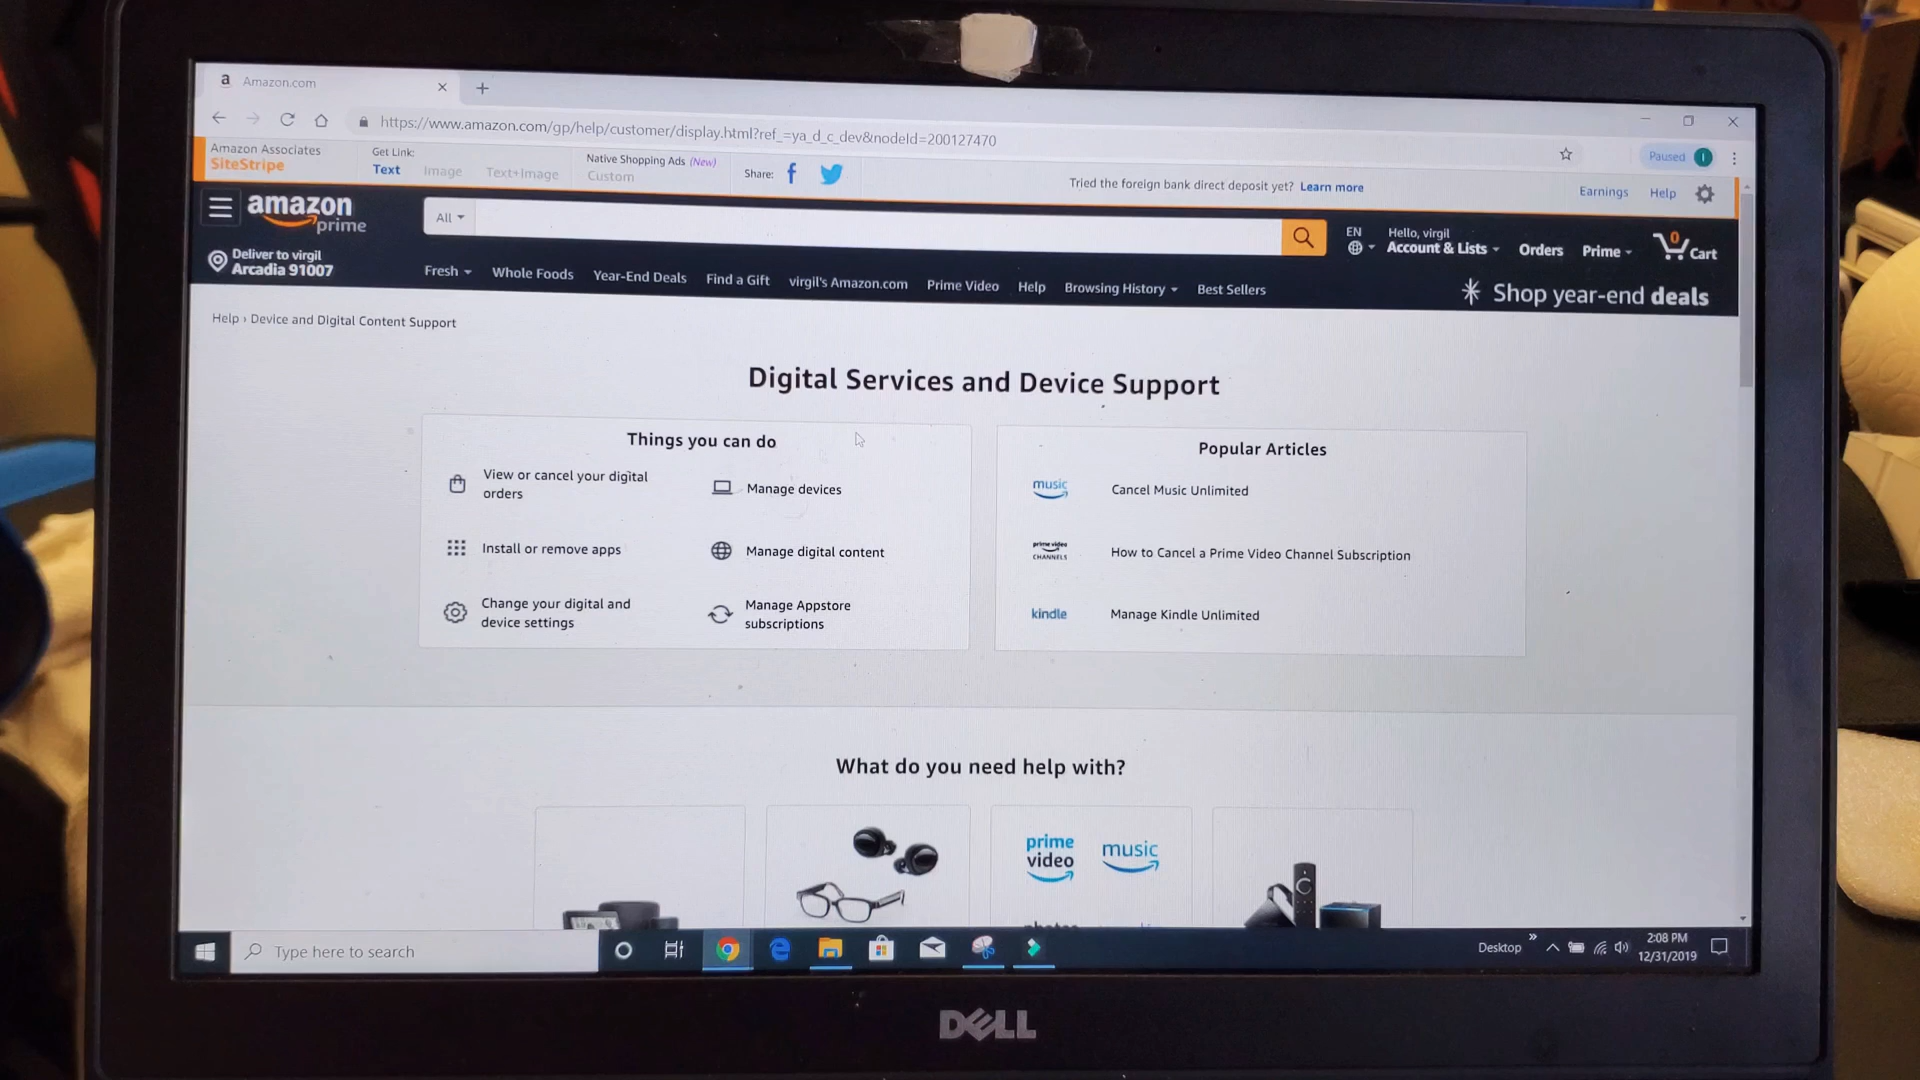 a Amazon.com
https://www.amazon.com/gp/help/customer/display.html?ref_=ya_d_c_dev&nodeId=200127470
Paused i
Amazon Associates
SiteStripe
Get Link:
Text Image Text+Image
Native Shopping Ads (New)
Custom
Share:
Tried the foreign bank direct deposit yet? Learn more
Earnings Help
amazon
prime
All
EN
Hello, virgil
Account & Lists
Orders
Prime
0
Cart
Deliver to virgil
Arcadia 91007
Fresh Whole Foods Year-End Deals Find a Gift virgil's Amazon.com Prime Video Help Browsing History Best Sellers
Shop year-end deals
Help › Device and Digital Content Support
Digital Services and Device Support
Things you can do
View or cancel your digital
orders
Manage devices
Install or remove apps
Manage digital content
Change your digital and
device settings
Manage Appstore
subscriptions
Popular Articles
music
Cancel Music Unlimited
prime video
CHANNELS
How to Cancel a Prime Video Channel Subscription
kindle
Manage Kindle Unlimited
What do you need help with?
prime
video
music
Type here to search
Desktop
2:08 PM
12/31/2019
DELL